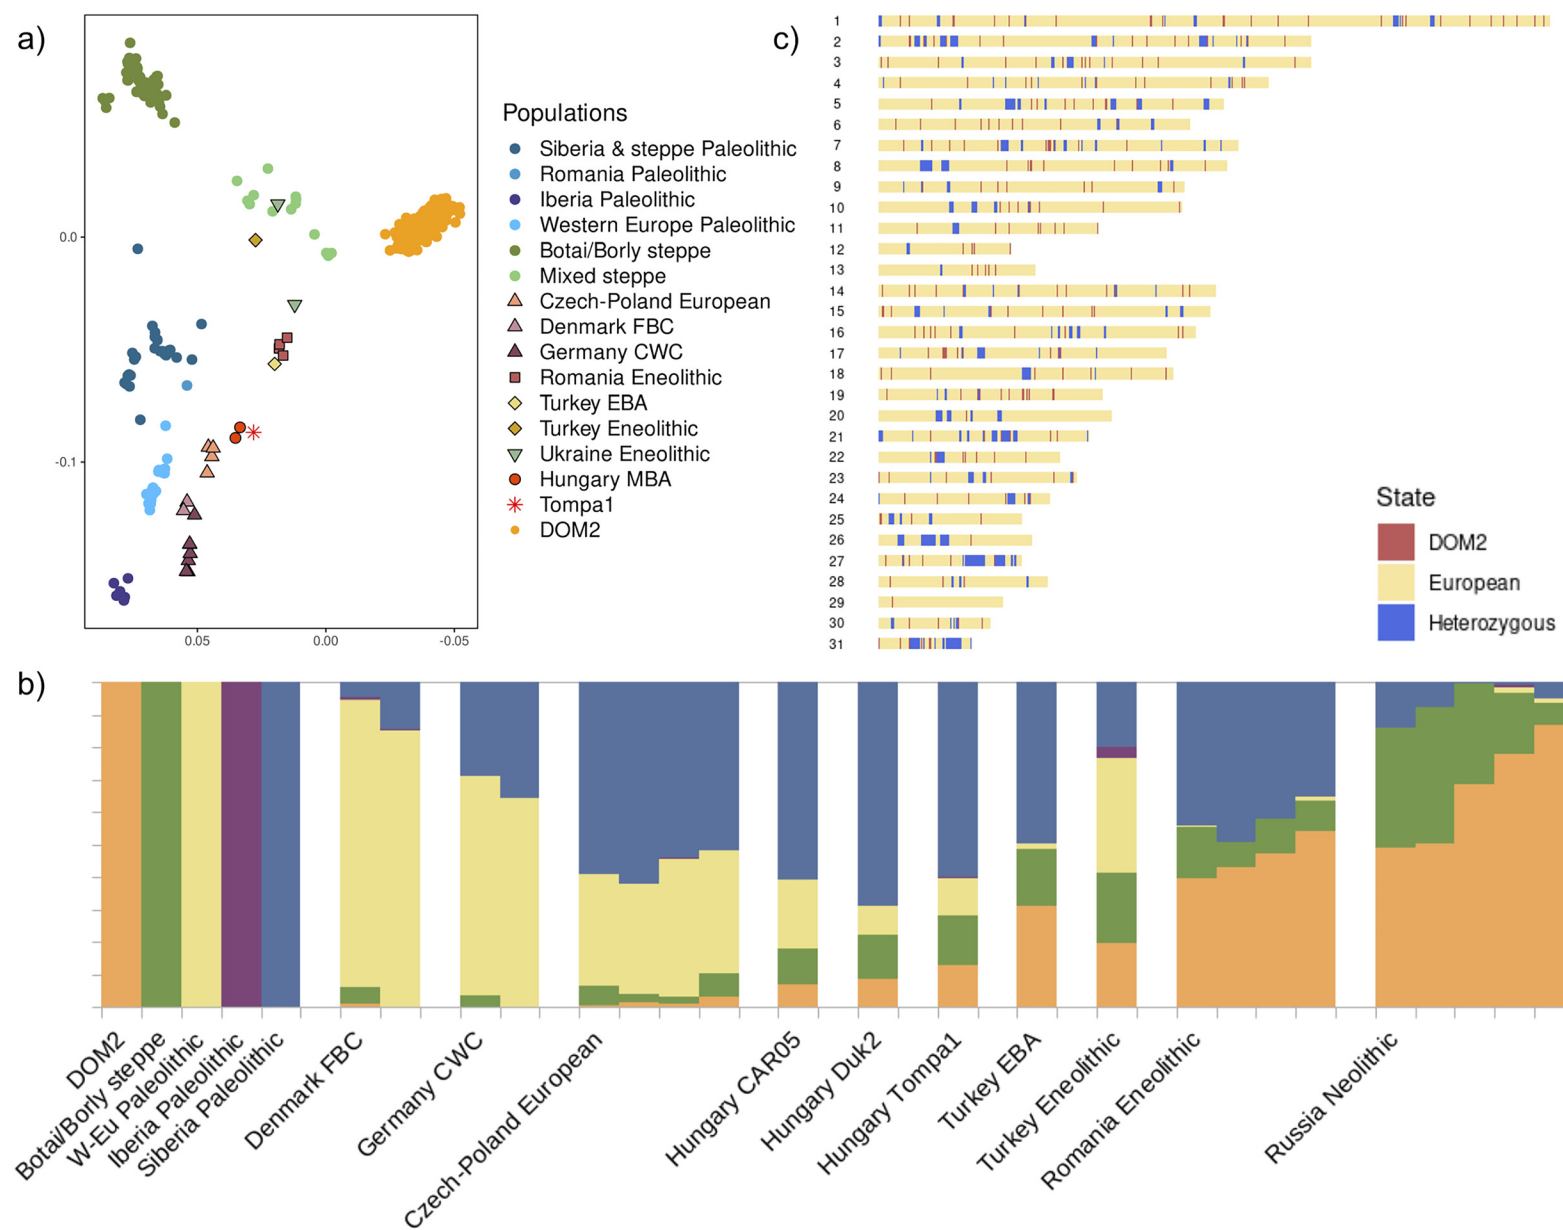 a)
0.0
-0.1
0.05
0.00
-0.05
Populations
Siberia & steppe Paleolithic
Romania Paleolithic
Iberia Paleolithic
Western Europe Paleolithic
Botai/Borly steppe
Mixed steppe
Czech-Poland European
Denmark FBC
Germany CWC
Romania Eneolithic
Turkey EBA
Turkey Eneolithic
Ukraine Eneolithic
Hungary MBA
Tompa1
DOM2
c)
1
2
3
4
5
6
7
8
9
10
11
12
13
14
15
16
17
18
19
20
21
22
23
24
25
26
27
28
29
30
31
State
DOM2
European
Heterozygous
b)
DOM2
Botai/Borly steppe
W-Eu Paleolithic
Iberia Paleolithic
Siberia Paleolithic
Denmark FBC
Germany CWC
Czech-Poland European
Hungary CAR05
Hungary Duk2
Hungary Tompa1
Turkey EBA
Turkey Eneolithic
Romania Eneolithic
Russia Neolithic